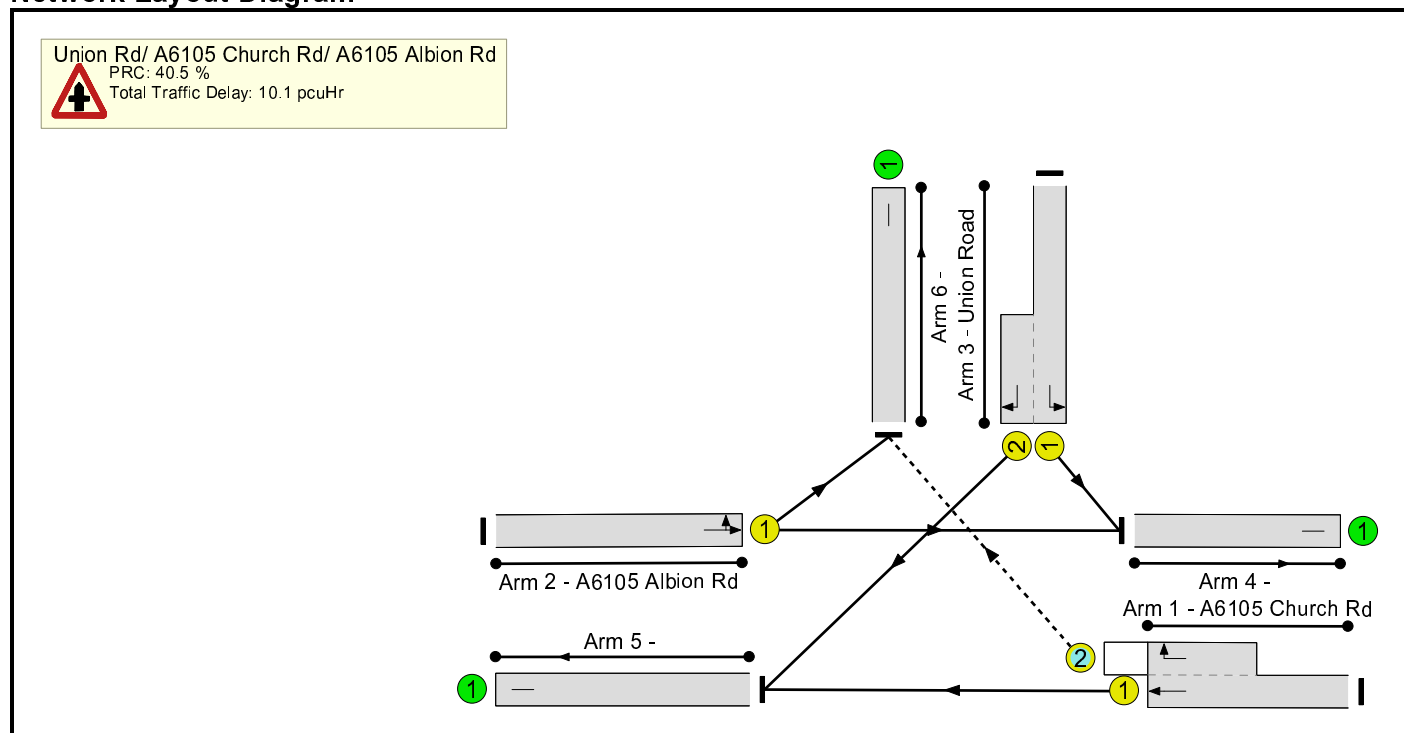 Network Layout Diagram
Union Rd/ A6105 Church Rd/ A6105 Albion Rd
PRC: 40.5 %
Total Traffic Delay: 10.1 pcuHr
1
Arm 6 -
Arm 3 - Union Road
2
1
1
Arm 2 - A6105 Albion Rd
1
Arm 4 -
Arm 1 - A6105 Church Rd
Arm 5 -
1
2
1